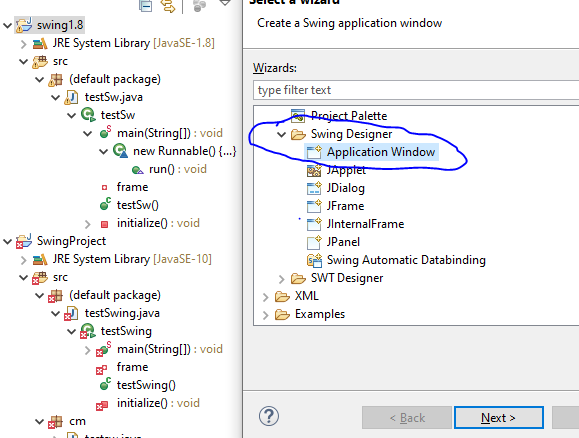 swing1.8
JRE System Library [JavaSE-1.8]
src
(default package)
testSw.java
testSw
main(String[]) : void
new Runnable() {...}
run() : void
frame
testSw()
initialize() : void
SwingProject
JRE System Library [JavaSE-10]
src
(default package)
testSwing.java
testSwing
main(String[]) : void
frame
testSwing()
initialize() : void
cm
Select a wizard
Create a Swing application window
Wizards:
type filter text
Project Palette
Swing Designer
Application Window
JApplet
JDialog
JFrame
JInternalFrame
JPanel
Swing Automatic Databinding
SWT Designer
XML
Examples
?
< Back
Next >